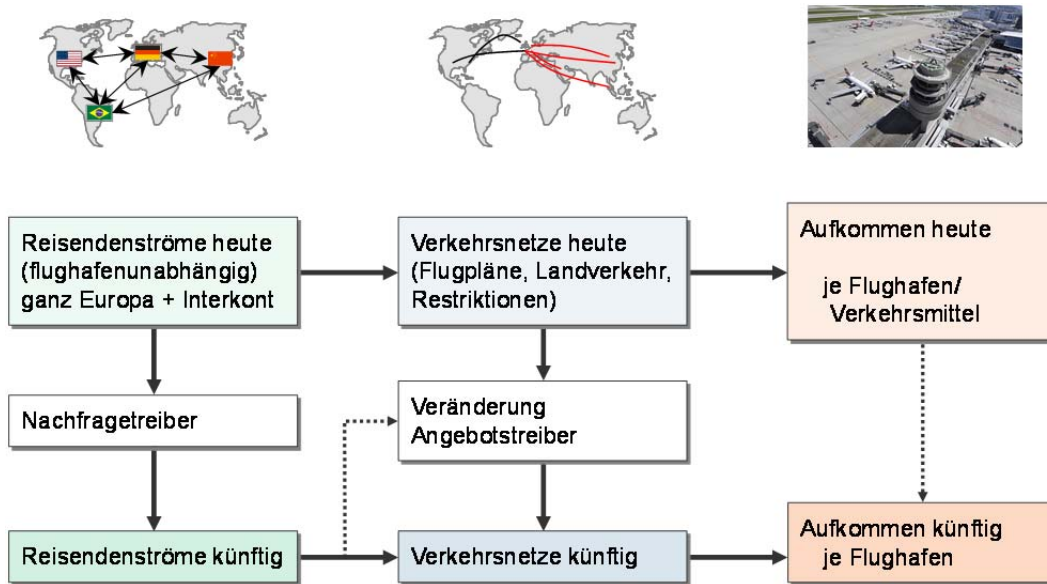 Reisendenströme heute
(flughafenunabhängig)
ganz Europa + Interkont
Verkehrsnetze heute
(Flugpläne, Landverkehr,
Restriktionen)
Aufkommen heute
je Flughafen/
Verkehrsmittel
Nachfragetreiber
Veränderung
Angebotstreiber
Reisendenströme künftig
Verkehrsnetze künftig
Aufkommen künftig
je Flughafen